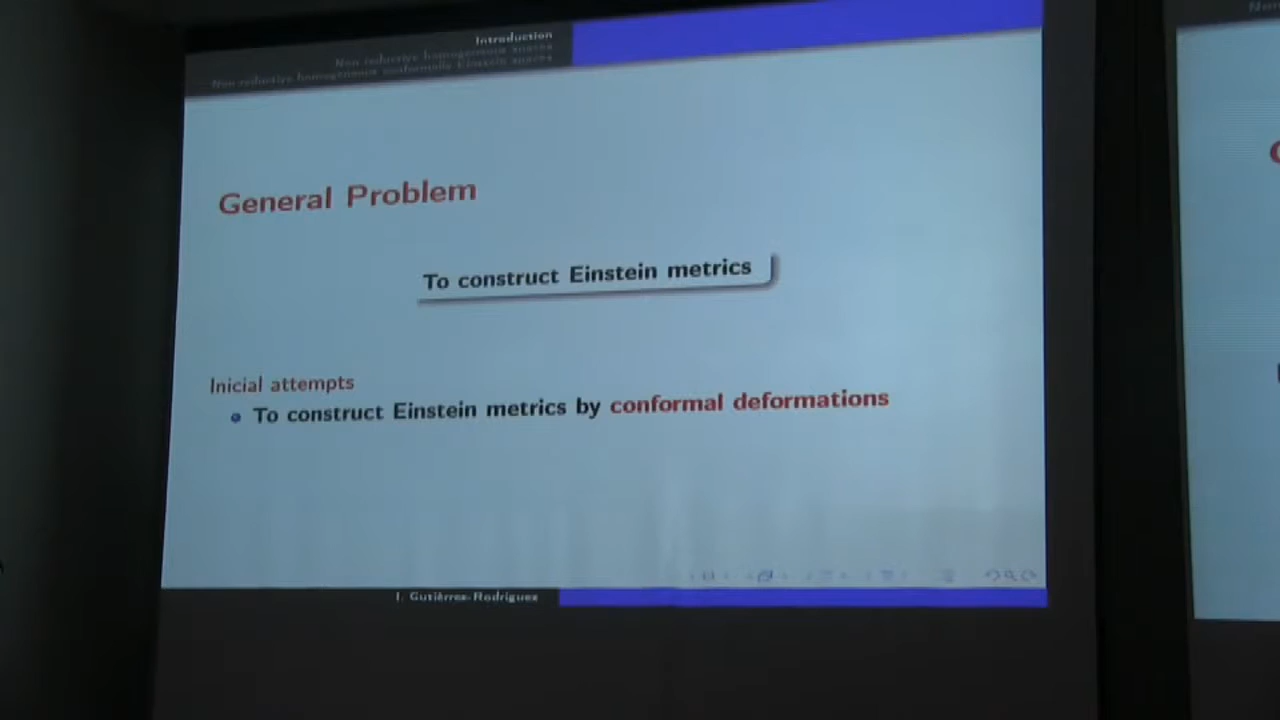 Introduction
Non reductive homogeneous spaces
Non reductive homogeneous conformally Einstein spaces
General Problem
To construct Einstein metrics
Inicial attempts
To construct Einstein metrics by conformal deformations
I. Gutiérrez-Rodríguez